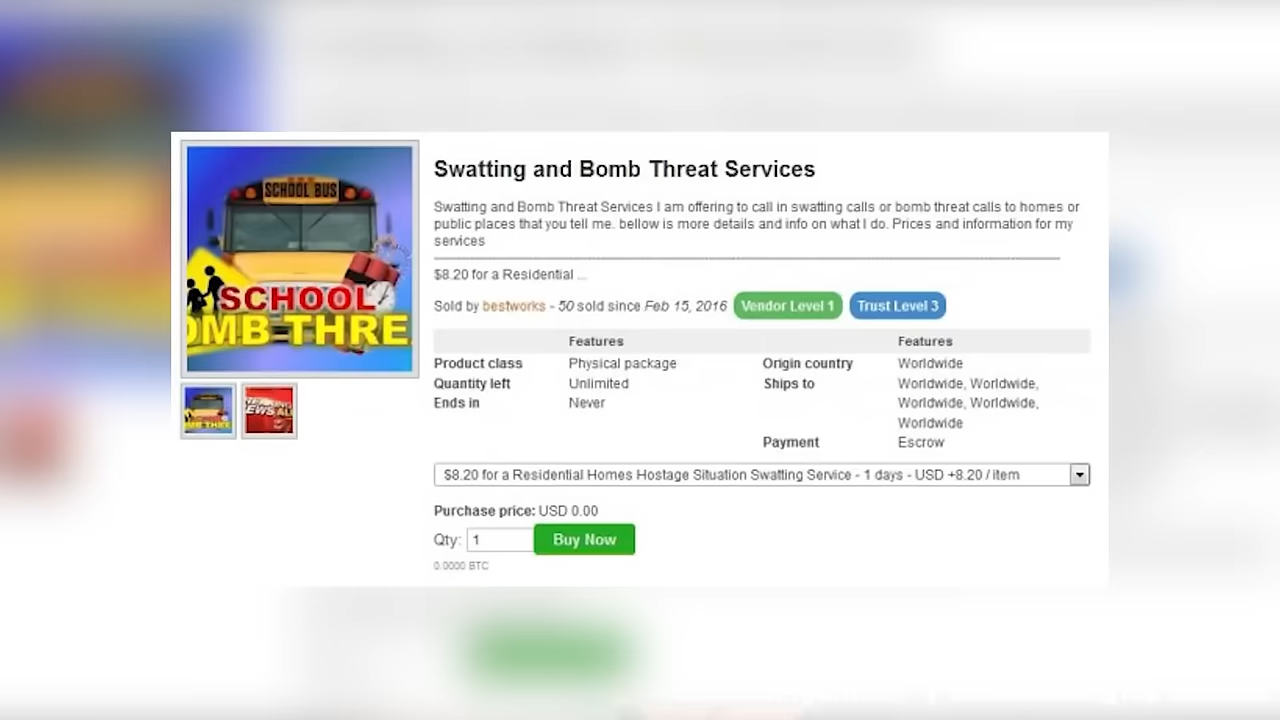 Swatting and Bomb Threat Services
Swatting and Bomb Threat Services I am offering to call in swatting calls or bomb threat calls to homes or
public places that you tell me. bellow is more details and info on what I do. Prices and information for my
services
$8.20 for a Residential ...
Sold by bestworks - 50 sold since Feb 15, 2016 Vendor Level 1 Trust Level 3
Features Features
Product class Physical package Origin country Worldwide
Quantity left Unlimited Ships to Worldwide, Worldwide,
Ends in Never Worldwide, Worldwide,
Worldwide
Payment Escrow
$8.20 for a Residential Homes Hostage Situation Swatting Service - 1 days - USD +8.20 / item
Purchase price: USD 0.00
Qty: 1 Buy Now
0.0000 BTC
SCHOOL BUS
SCHOOL
OMB THRE